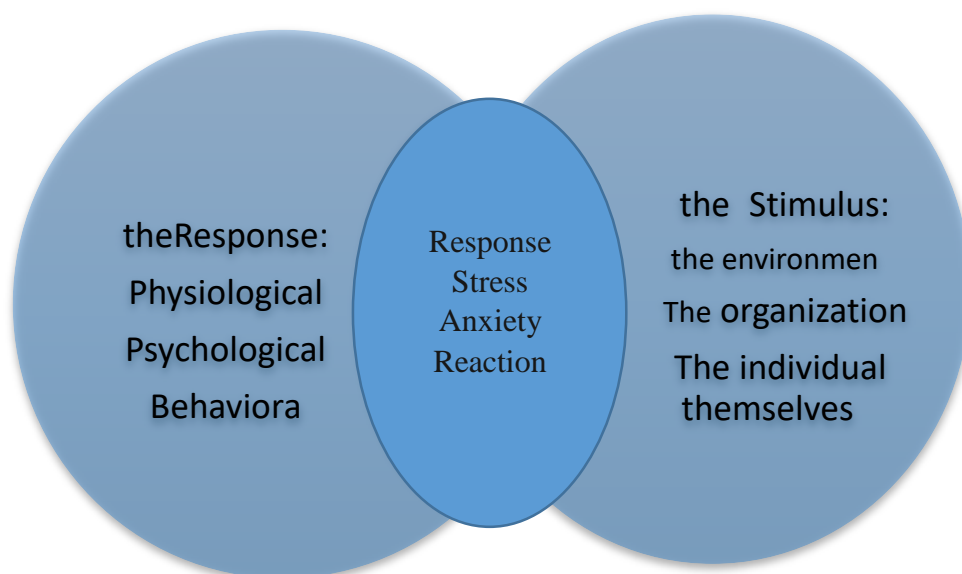 theResponse:
Physiological
Psychological
Behaviora
Response
Stress
Anxiety
Reaction
the Stimulus:
the environmen
The organization
The individual
themselves